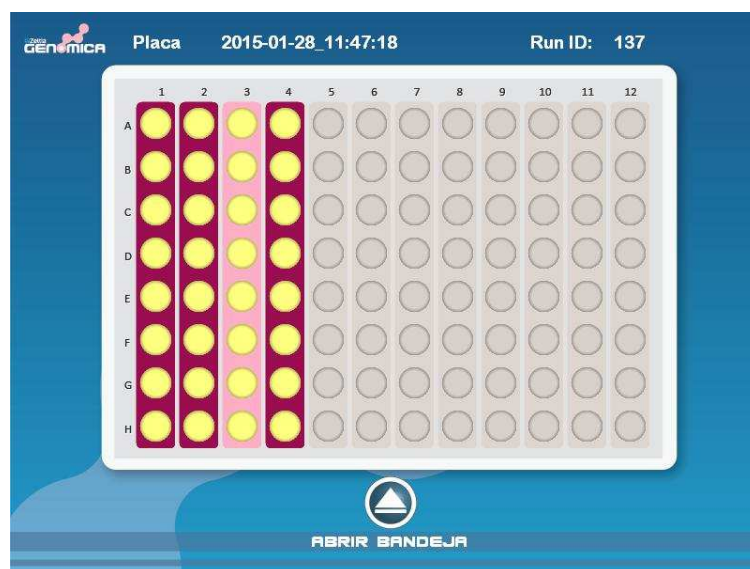 Zeltia
GENOMICA
Placa 2015-01-28_11:47:18 Run ID: 137
1 2 3 4 5 6 7 8 9 10 11 12
A
B
C
D
E
F
G
H
ABRIR BANDEJA